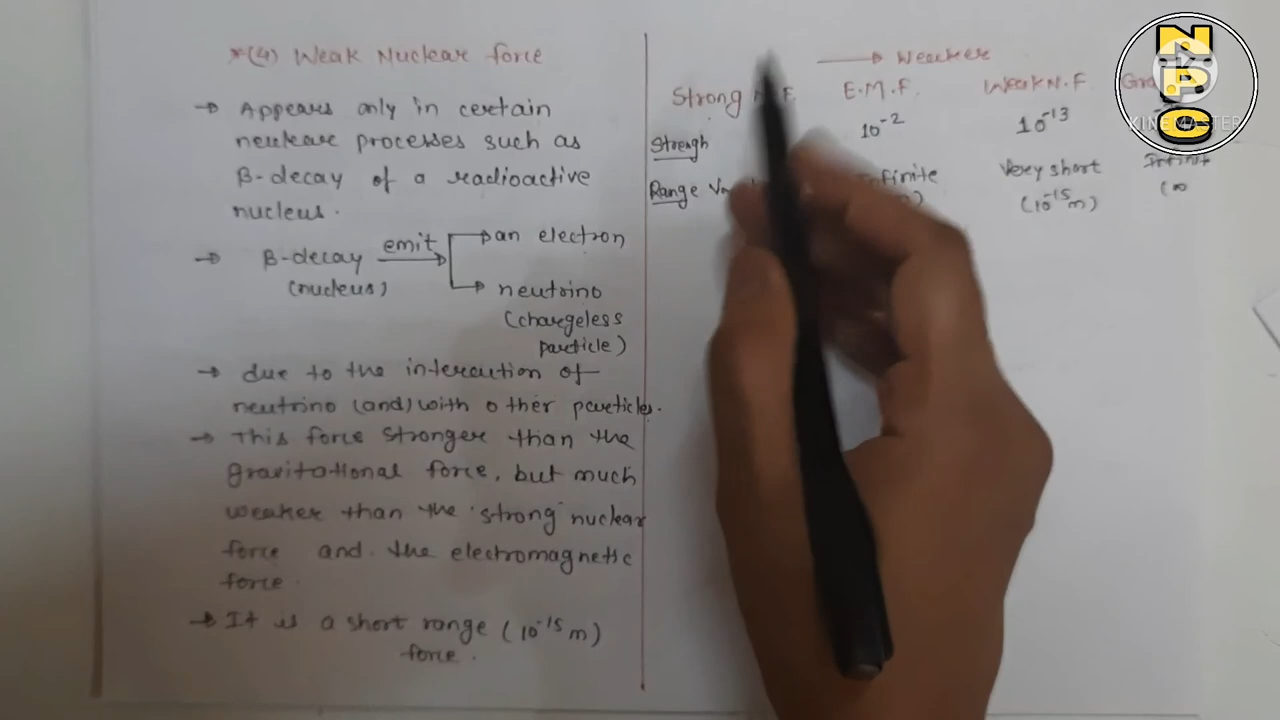 *(4) Weak Nuclear force
→ Appears only in certain
nuclear processes such as
β-decay of a radioactive
nucleus.
→ β-decay emit → an electron
(nucleus) → neutrino
(chargeless
particle)
→ due to the interaction of
neutrino (and) with other particles.
→ This force stronger than the
gravitational force, but much
weaker than the strong nuclear
force and the electromagnetic
force.
→ It is a short range (10⁻¹⁵ m)
force.
→ weaker
Strong N.F. E.M.F. Weak N.F.
Strengh 10⁻² 10⁻¹³
Range very short
(10⁻¹⁵m) (∞
N
P
C
KINEMASTER